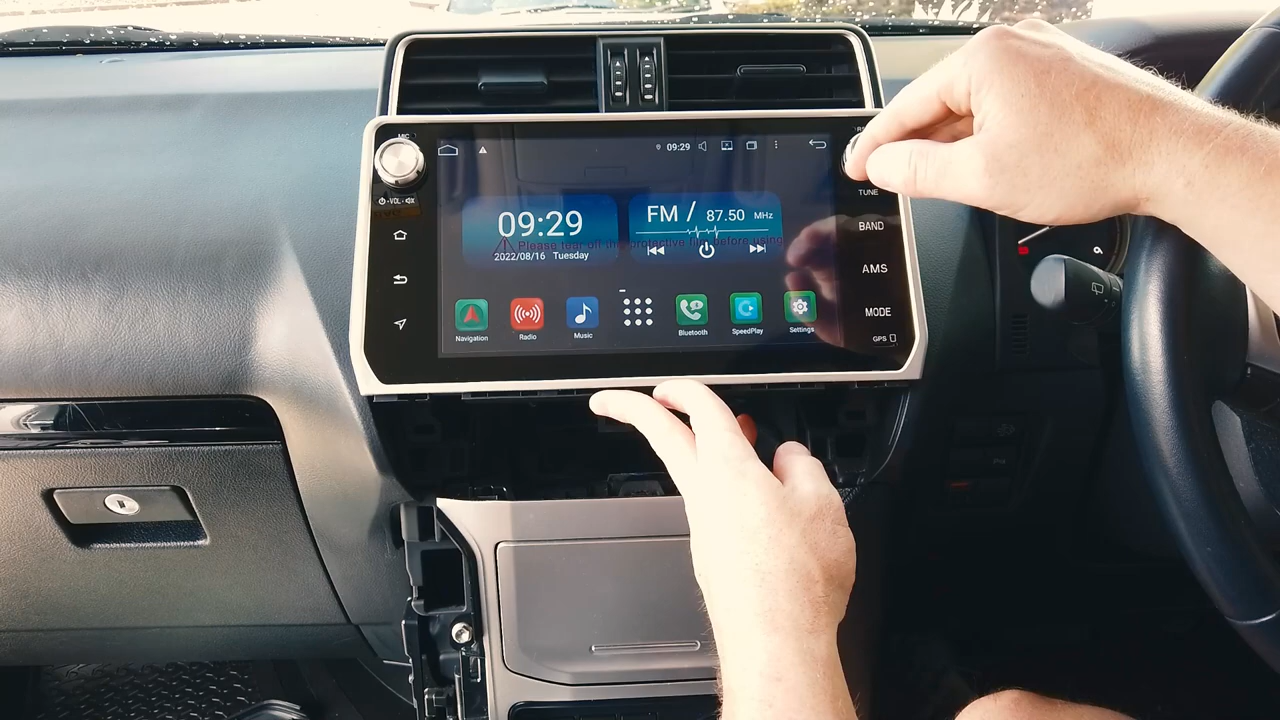 MIC
09:29
VOL
TUNE
BAND
AMS
MODE
GPS
09:29
2022/08/16 Tuesday
FM / 87.50 MHz
Please tear off the protective film before using
Navigation
Radio
Music
Bluetooth
SpeedPlay
Settings